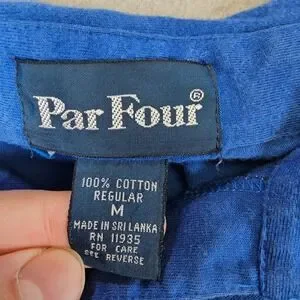 Par Four®
100% COTTON
REGULAR
M
MADE IN SRI LANKA
RN 11935
FOR CARE
SEE REVERSE